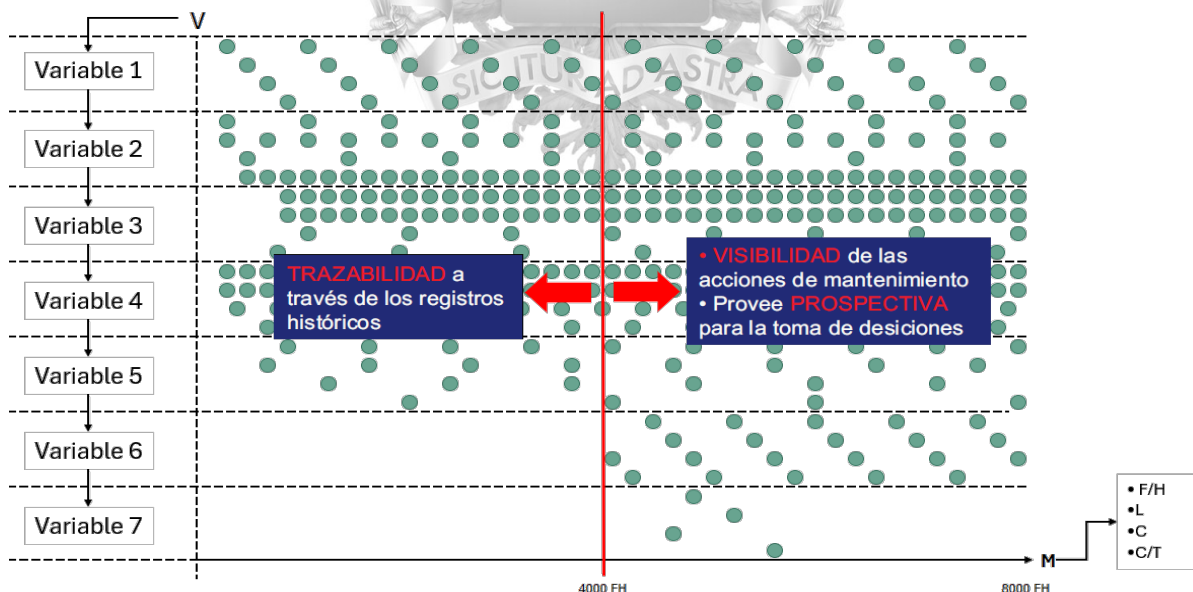 V
SIC ITUR AD ASTRA
Variable 1
Variable 2
Variable 3
Variable 4
Variable 5
Variable 6
Variable 7
TRAZABILIDAD a
través de los registros
históricos
• VISIBILIDAD de las
acciones de mantenimiento
• Provee PROSPECTIVA
para la toma de desiciones
• F/H
• L
• C
• C/T
M
4000 FH
8000 FH